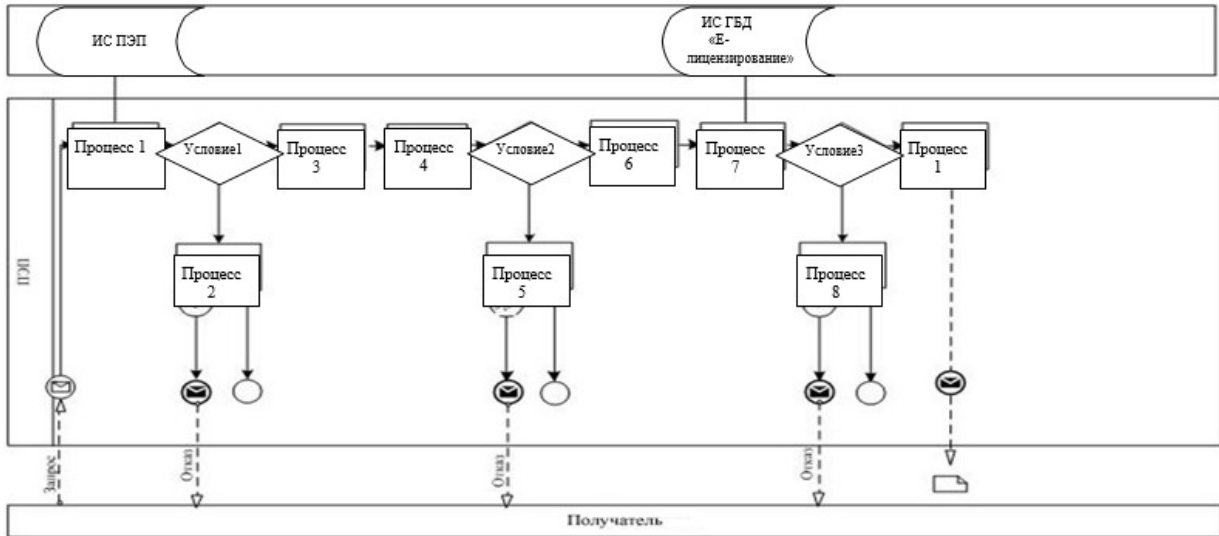 ИС ПЭП
ИС ГБД
«Е-
лицензирование»
Процесс 1
Условие1
Процесс
3
Процесс
4
Условие2
Процесс
6
Процесс
7
Условие3
Процесс
1
Процесс
2
Процесс
5
Процесс
8
Запрос
Отказ
Отказ
Отказ
Получатель